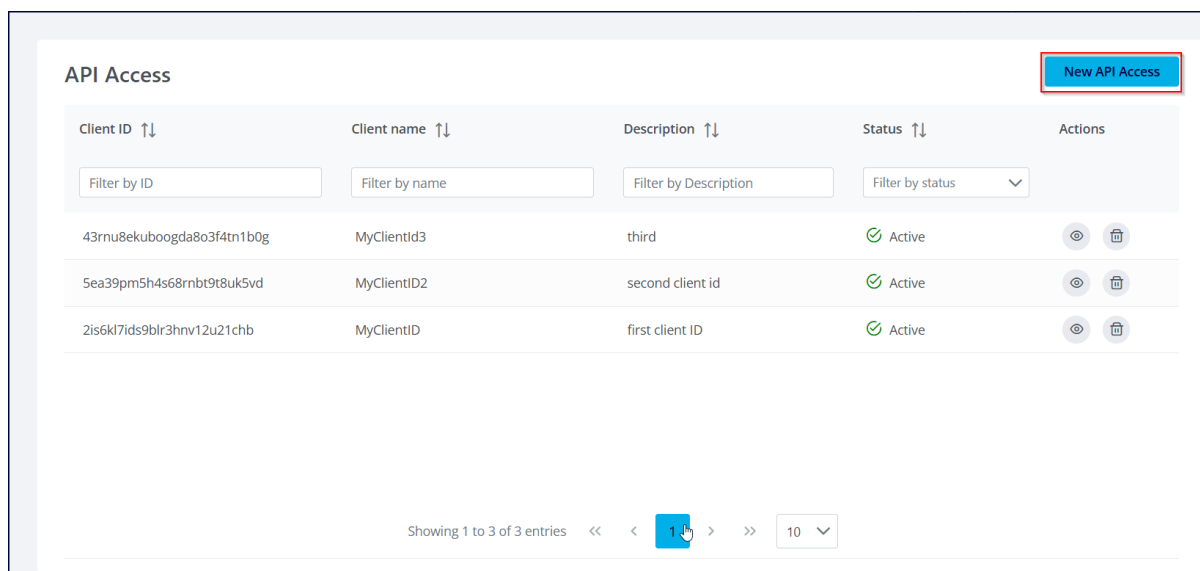 API Access
New API Access
Client ID Client name Description Status Actions
Filter by ID Filter by name Filter by Description Filter by status
43rnu8ekuboogda8o3f4tn1b0g MyClientId3 third Active
5ea39pm5h4s68rnbt9t8uk5vd MyClientID2 second client id Active
2is6kl7ids9blr3hnv12u21chb MyClientID first client ID Active
Showing 1 to 3 of 3 entries << < 1 > >> 10